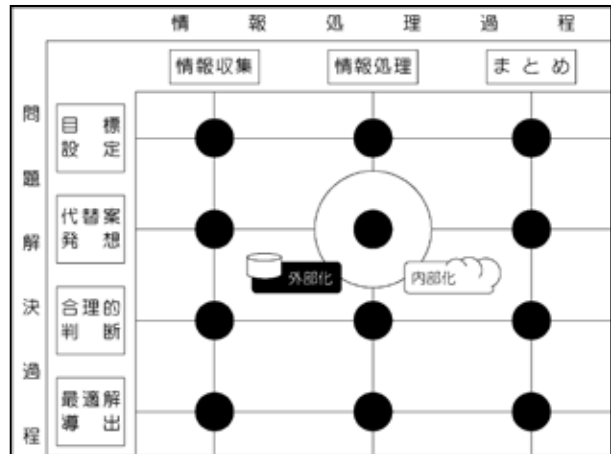 情報処理過程
情報収集
情報処理
まとめ
問題解決過程
目標
設定
代替案
発想
外部化
内部化
合理的
判断
最適解
導出